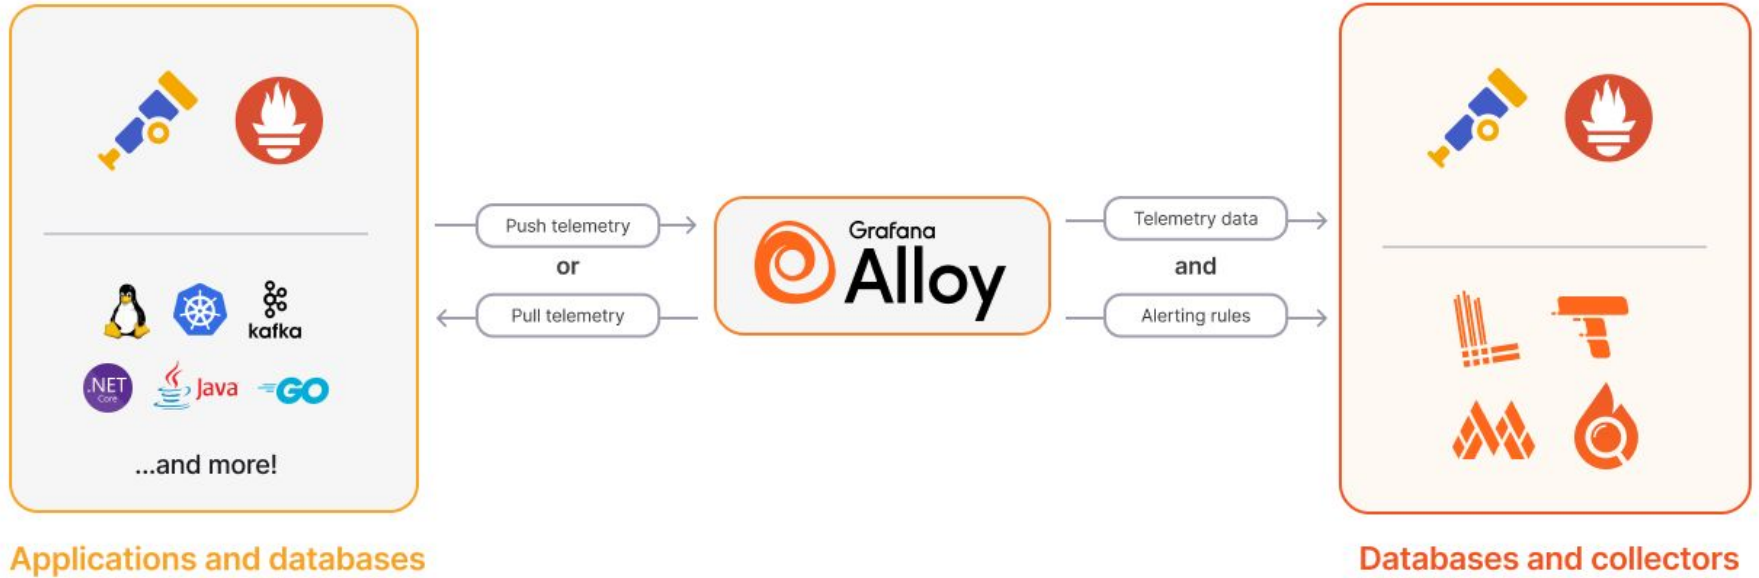 kafka
.NET
Core
Java
GO
...and more!
Applications and databases
Push telemetry
or
Pull telemetry
Grafana
Alloy
Telemetry data
and
Alerting rules
Databases and collectors